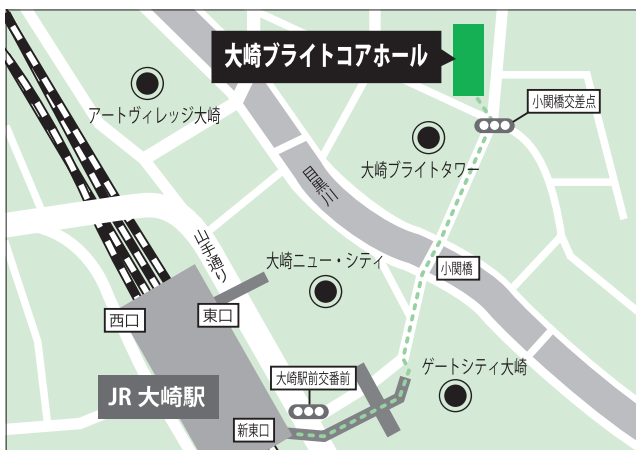 大崎ブライトコアホール
小関橋交差点
アートヴィレッジ大崎
大崎ブライトタワー
目黒川
山手通り
大崎ニュー・シティ
小関橋
西口
東口
ゲートシティ大崎
大崎駅前交番前
JR 大崎駅
新東口